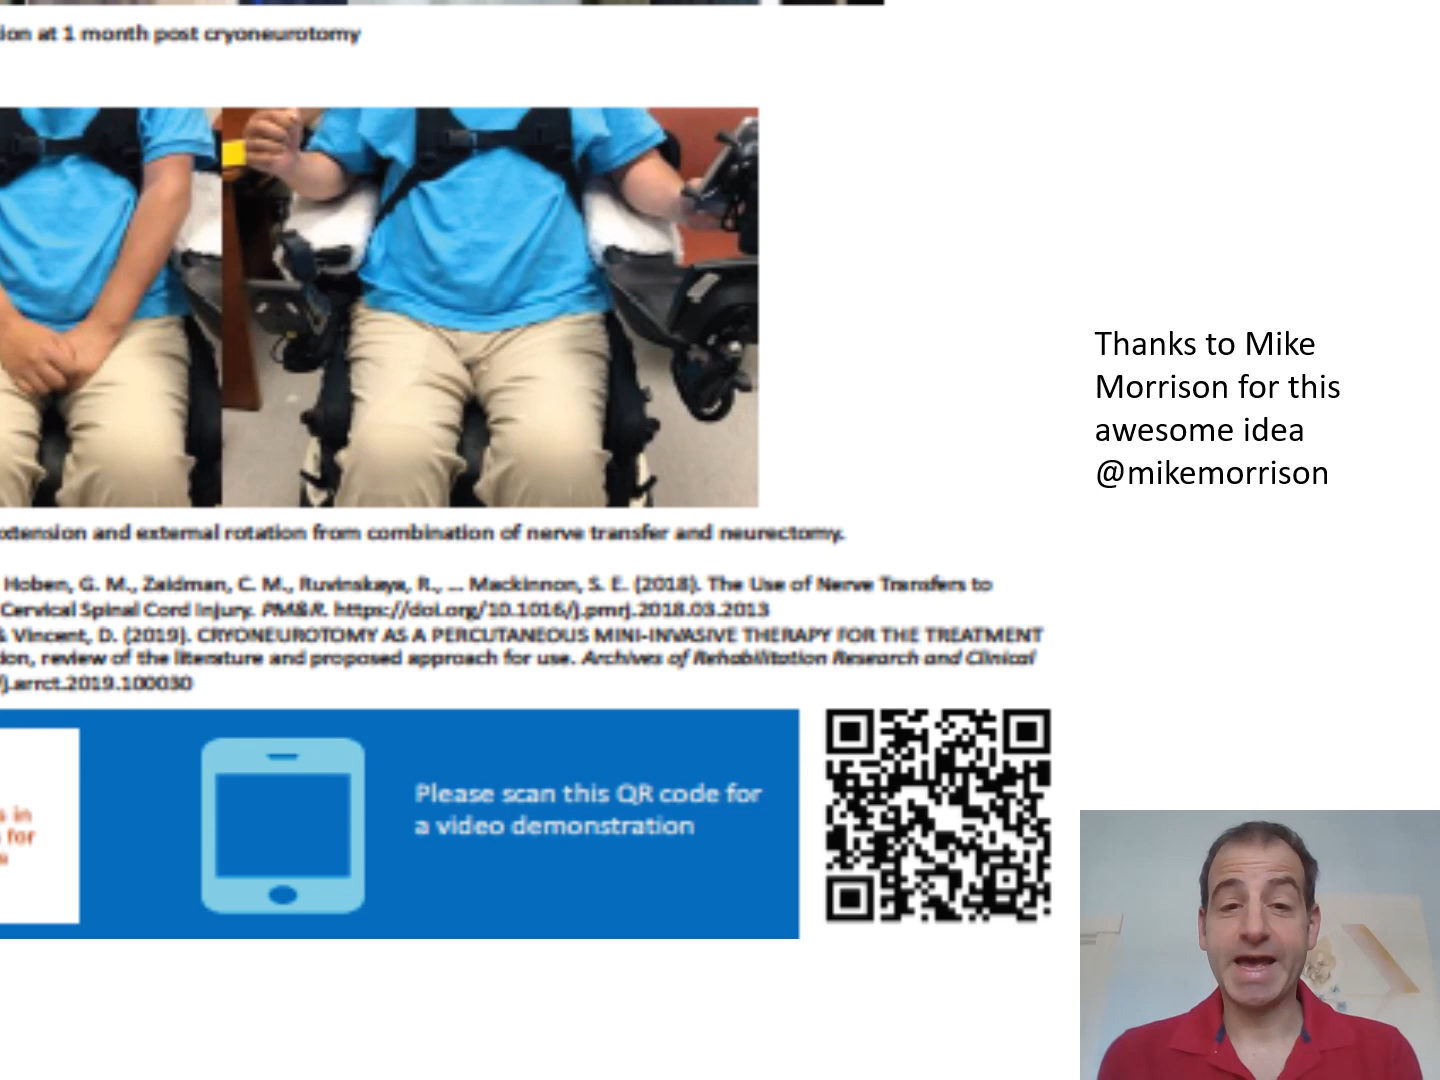 ion at 1 month post cryoneurotomy
xtension and external rotation from combination of nerve transfer and neurectomy.
Hoben, G. M., Zaidman, C. M., Ruvinskaya, R., ... Mackinnon, S. E. (2018). The Use of Nerve Transfers to
Cervical Spinal Cord Injury. PM&R. https://doi.org/10.1016/j.pmrj.2018.03.2013
& Vincent, D. (2019). CRYONEUROTOMY AS A PERCUTANEOUS MINI-INVASIVE THERAPY FOR THE TREATMENT
ion, review of the literature and proposed approach for use. Archives of Rehabilitation Research and Clinical
/j.arrct.2019.100030
s in
for
Please scan this QR code for
a video demonstration
Thanks to Mike
Morrison for this
awesome idea
@mikemorrison